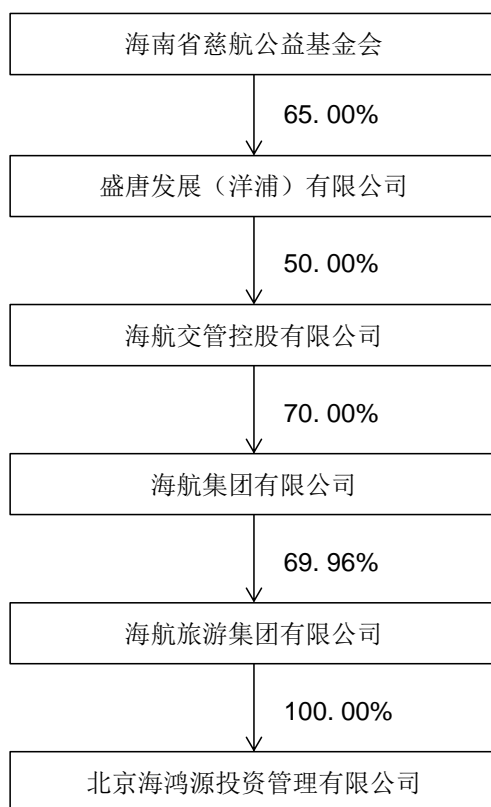 海南省慈航公益基金会
65.00%
盛唐发展（洋浦）有限公司
50.00%
海航交管控股有限公司
70.00%
海航集团有限公司
69.96%
海航旅游集团有限公司
100.00%
北京海鸿源投资管理有限公司